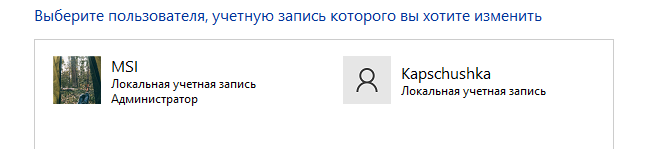 Выберите пользователя, учетную запись которого вы хотите изменить
MSI
Локальная учетная запись
Администратор
Kapschushka
Локальная учетная запись